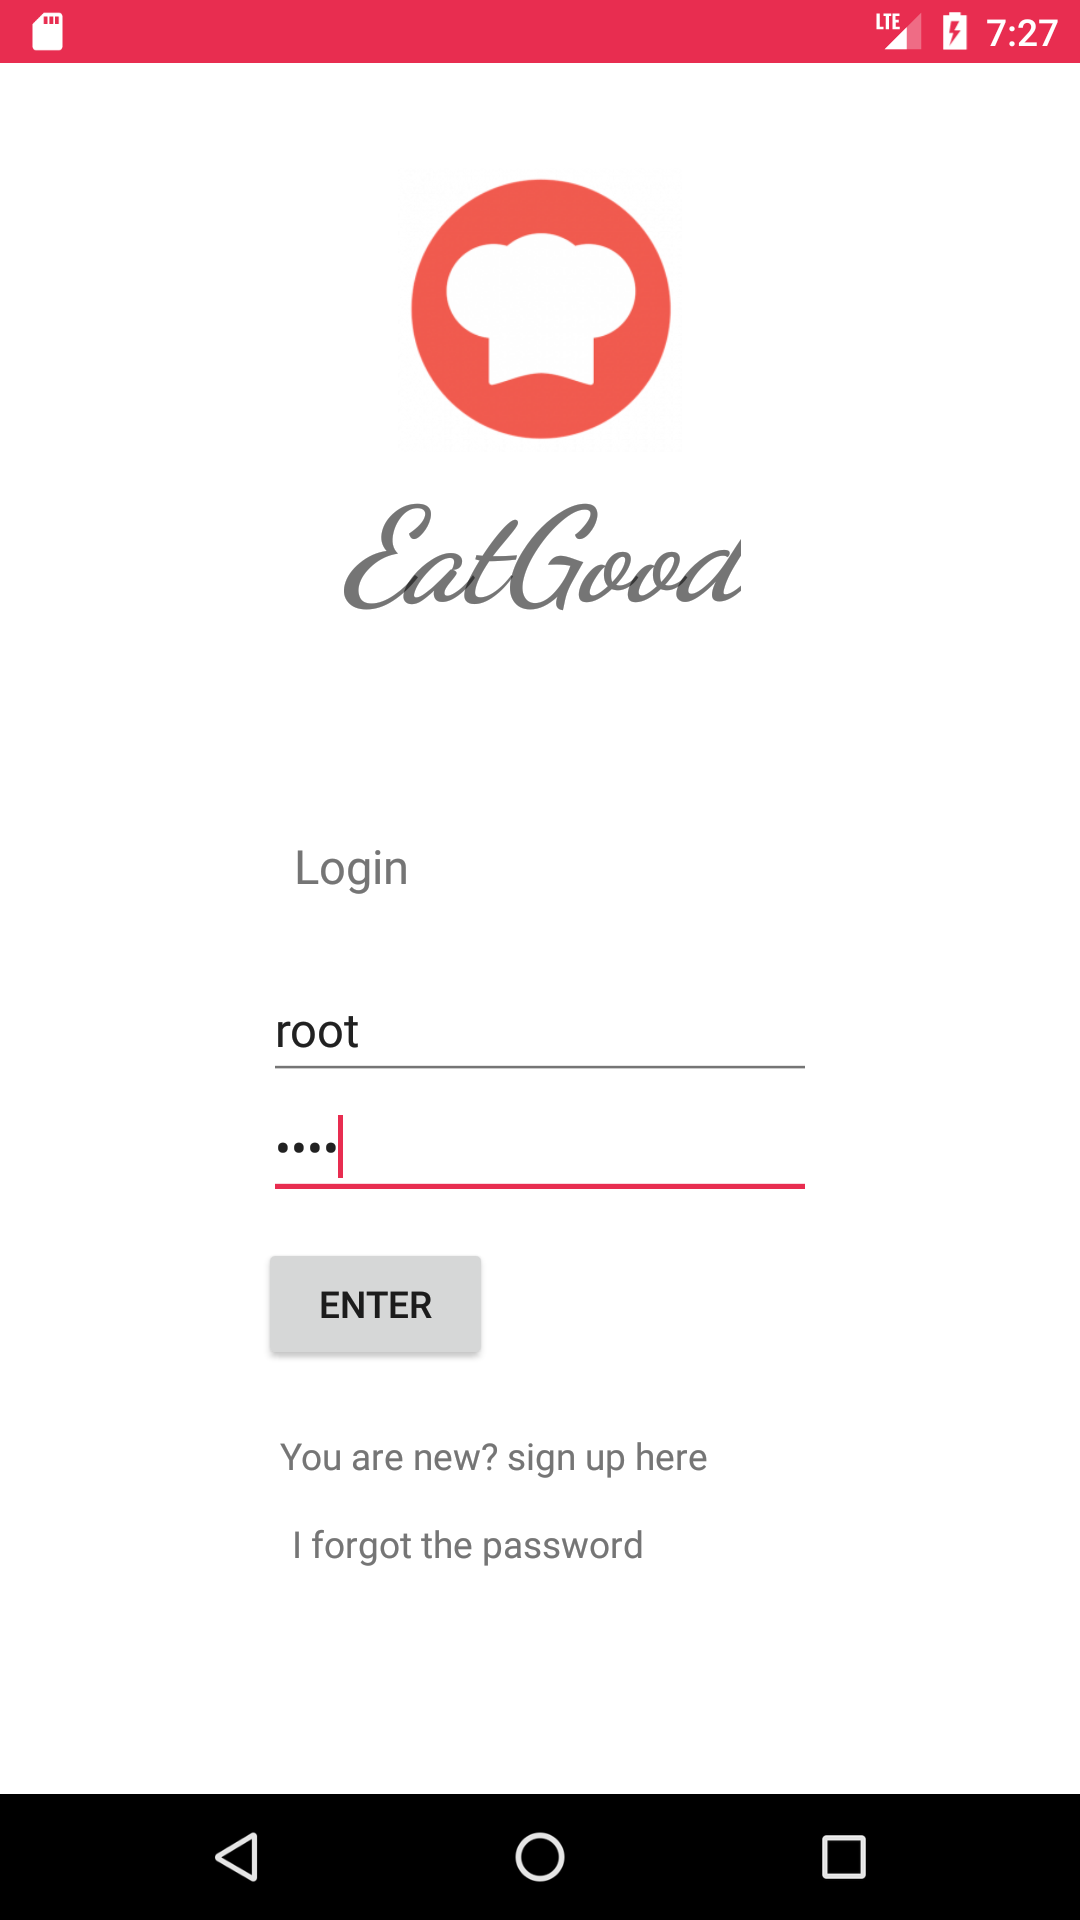 LTE 7:27
EatGood
Login
root
••••
ENTER
You are new? sign up here
I forgot the password